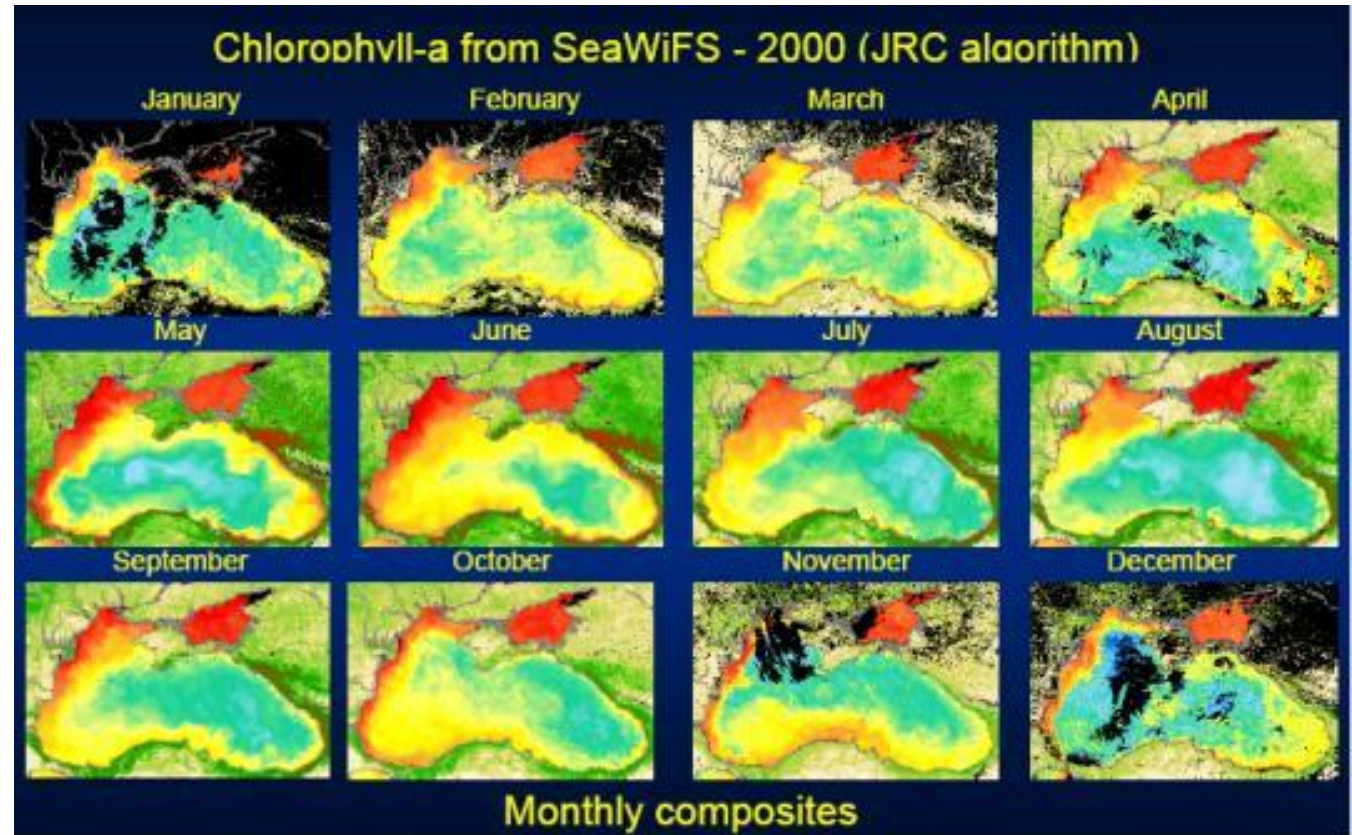 Chlorophyll-a from SeaWiFS - 2000 (JRC algorithm)
January February March April
May June July August
September October November December
Monthly composites